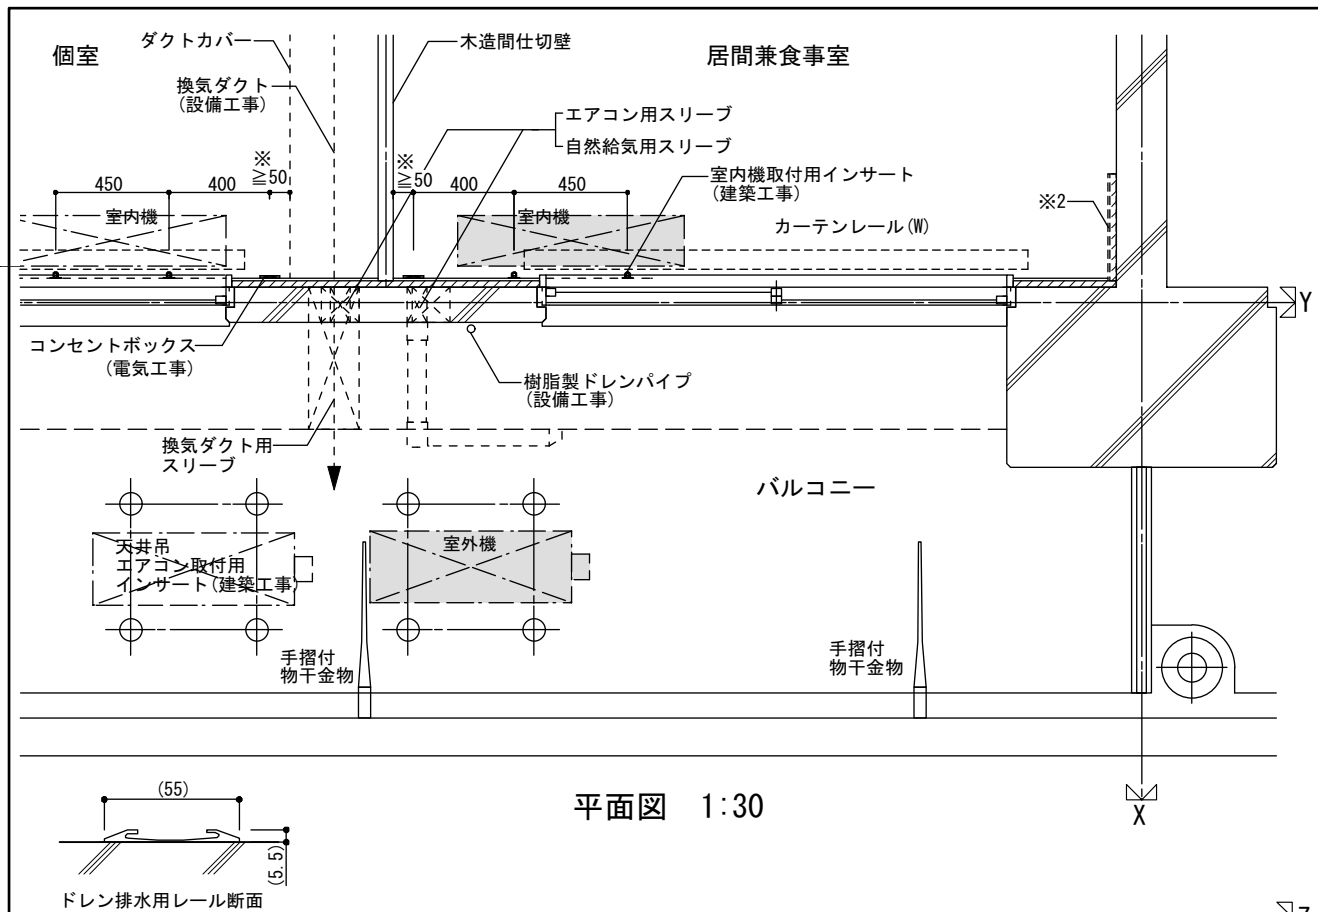 個室
ダクトカバー
木造間仕切壁
居間兼食事室
換気ダクト
(設備工事)
エアコン用スリーブ
自然給気用スリーブ
※
≧50
※
≧50
450
400
400
450
室内機取付用インサート
(建築工事)
※2
室内機
室内機
カーテンレール(W)
Y
コンセントボックス
(電気工事)
樹脂製ドレンパイプ
(設備工事)
換気ダクト用
スリーブ
バルコニー
天井吊
エアコン取付用
インサート(建築工事)
室外機
手摺付
物干金物
手摺付
物干金物
(55)
平面図 1:30
X
(5.5)
ドレン排水用レール断面
Z